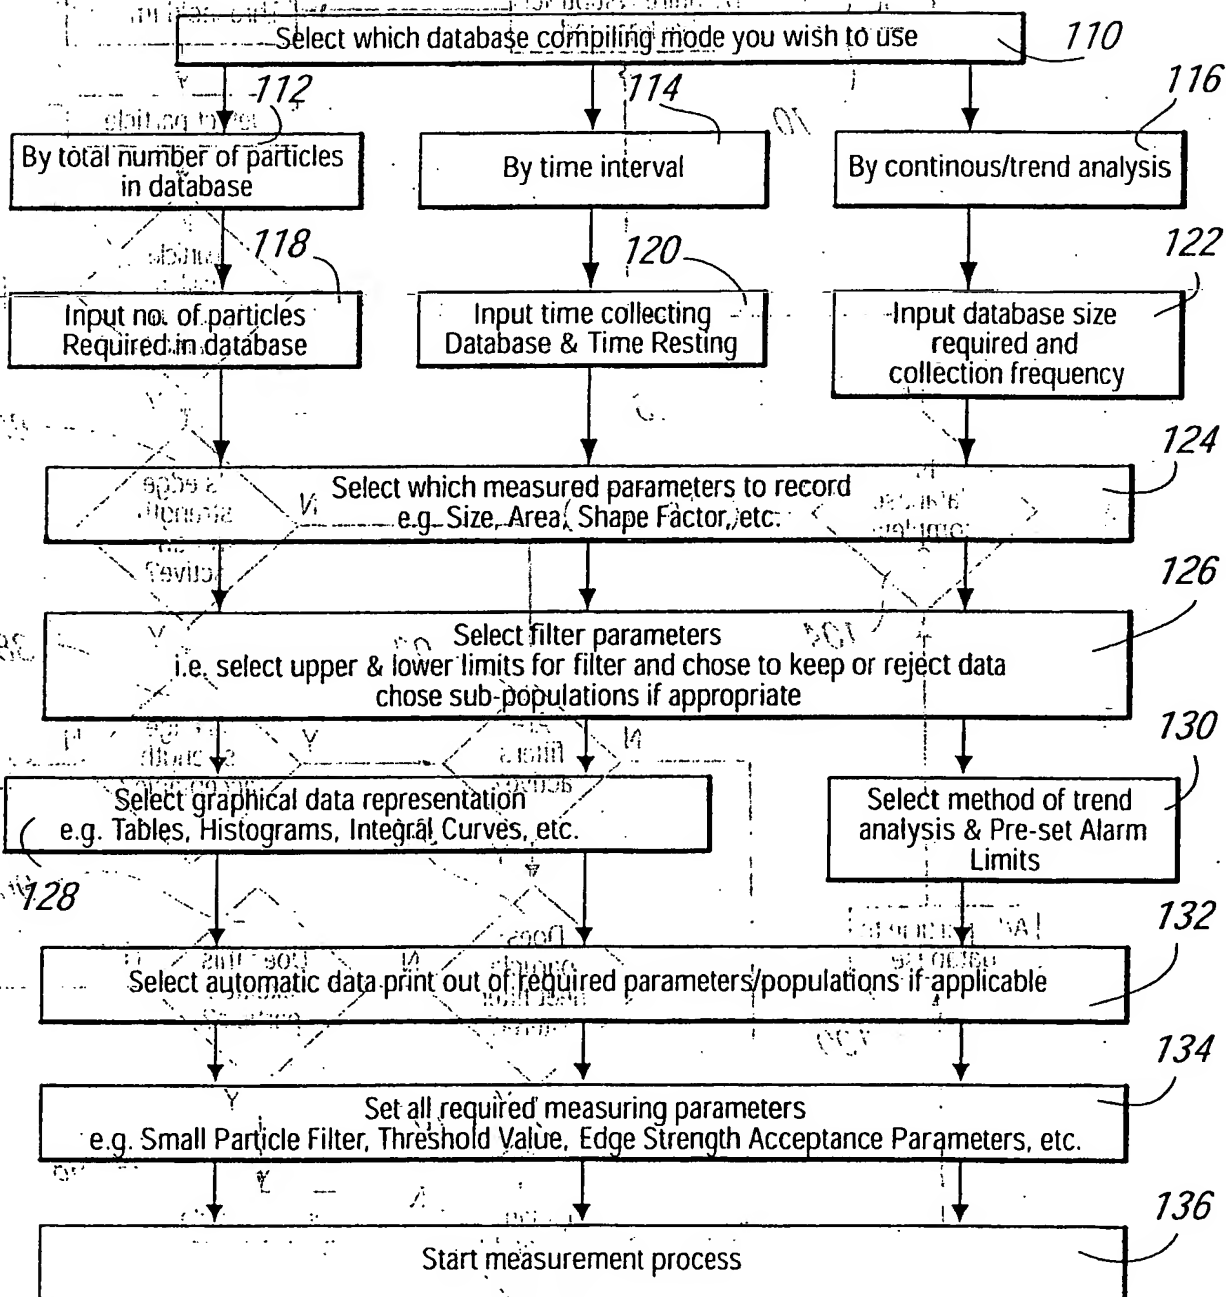 Select which database compiling mode you wish to use
110
112
114
116
By total number of particles
in database
By time interval
By continous/trend analysis
118
120
122
Input no. of particles
Required in database
Input time collecting
Database & Time Resting
Input database size
required and
collection frequency
124
Select which measured parameters to record
e.g. Size, Area, Shape Factor, etc.
126
Select filter parameters
i.e. select upper & lower limits for filter and chose to keep or reject data
chose sub-populations if appropriate
130
Select graphical data representation
e.g. Tables, Histograms, Integral Curves, etc.
Select method of trend
analysis & Pre-set Alarm
Limits
128
132
Select automatic data print out of required parameters/populations if applicable
134
Set all required measuring parameters
e.g. Small Particle Filter, Threshold Value, Edge Strength Acceptance Parameters, etc.
136
Start measurement process